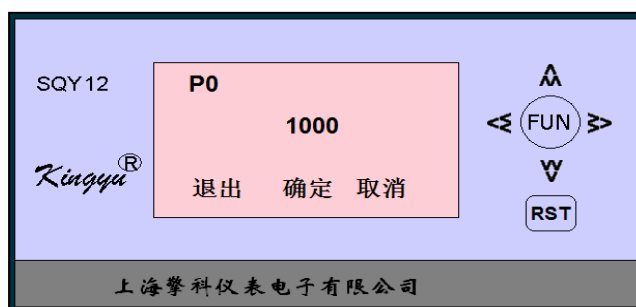 SQY12
P0
1000
退出 确定 取消
Kingyu®
FUN
RST
上海擎科仪表电子有限公司